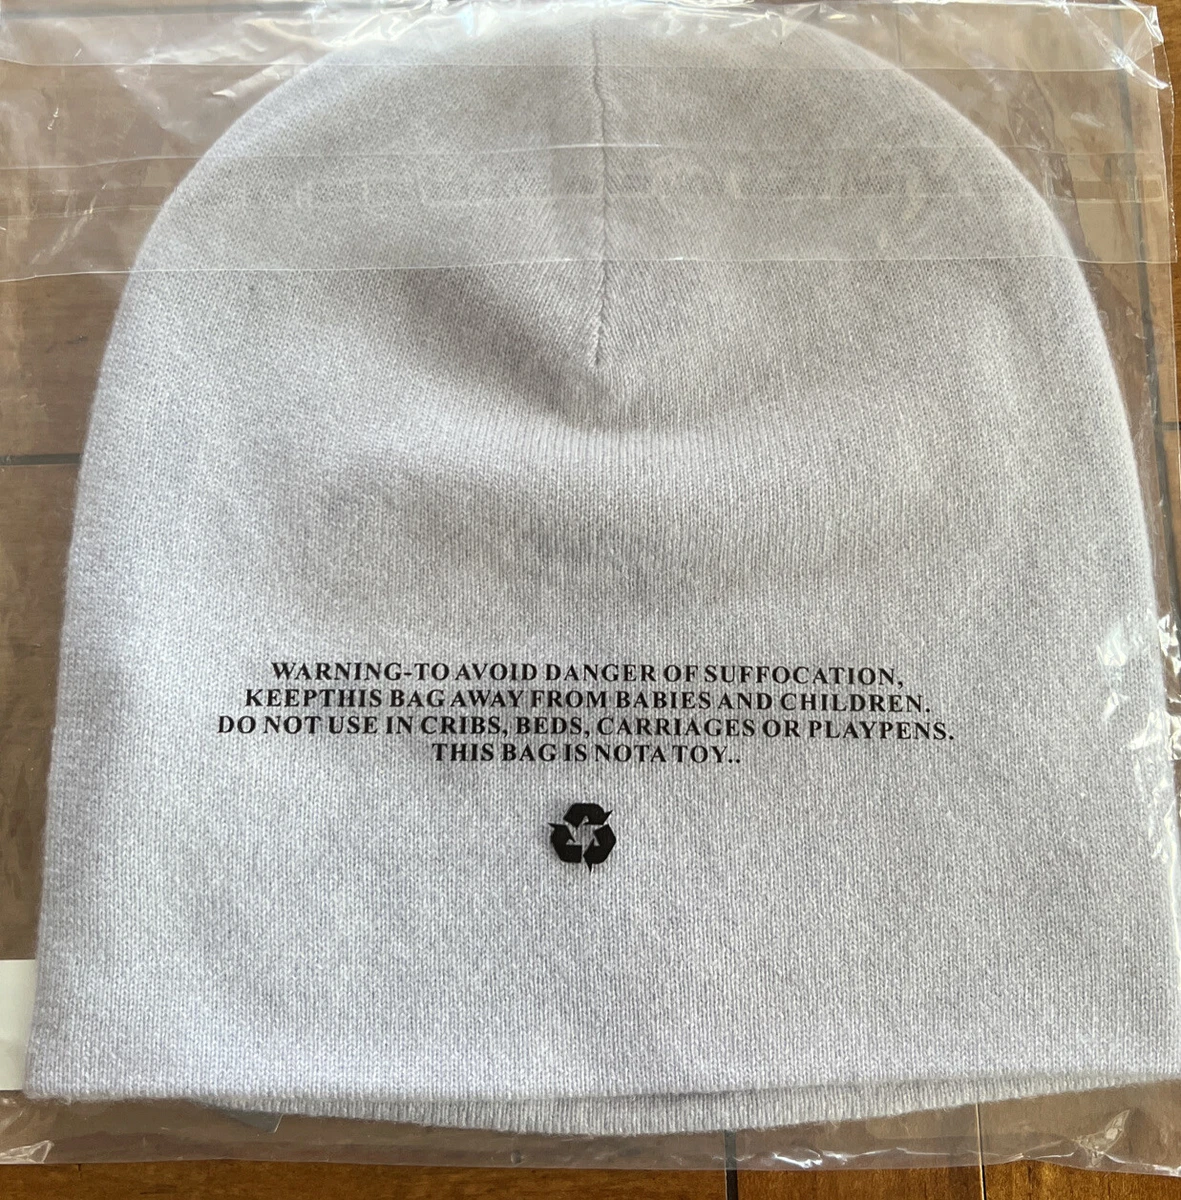 WARNING-TO AVOID DANGER OF SUFFOCATION,
KEEPTHIS BAG AWAY FROM BABIES AND CHILDREN.
DO NOT USE IN CRIBS, BEDS, CARRIAGES OR PLAYPENS.
THIS BAG IS NOTA TOY..